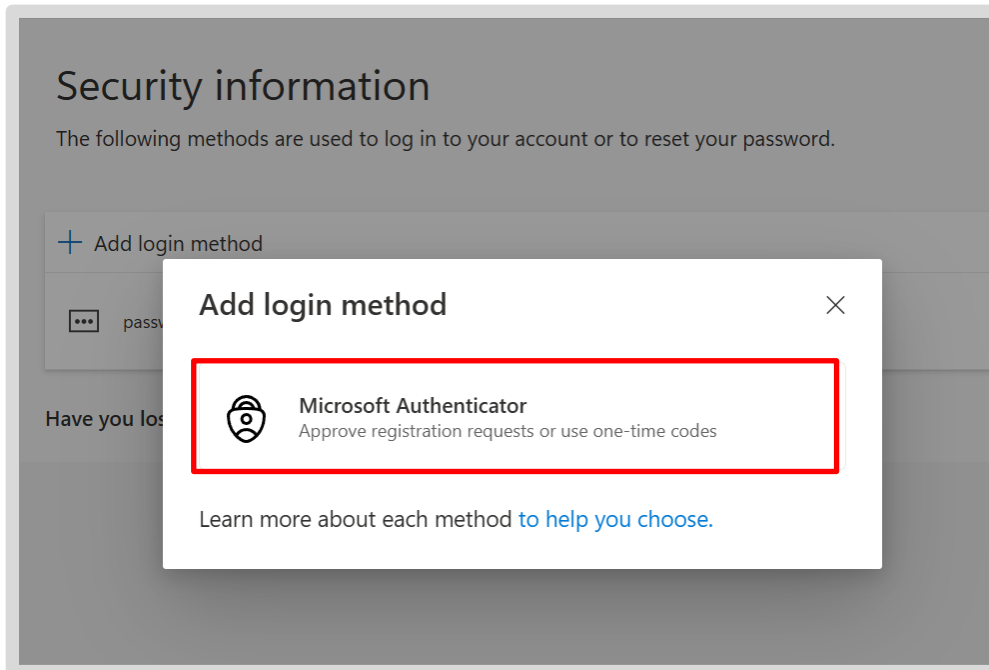 Security information
The following methods are used to log in to your account or to reset your password.
Add login method
Add login method
Microsoft Authenticator
Approve registration requests or use one-time codes
Have you
Learn more about each method to help you choose.